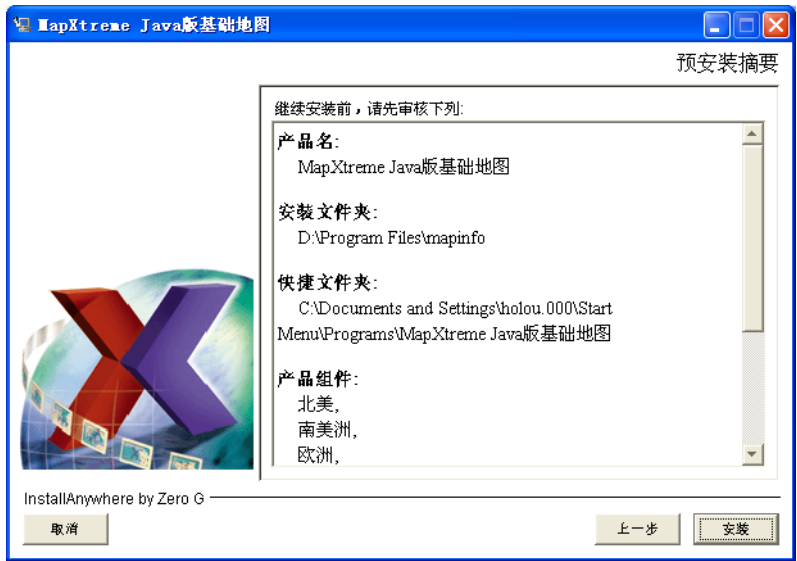 MapXtreme Java版基础地图
预安装摘要
继续安装前，请先审核下列:
产品名:
MapXtreme Java版基础地图
安装文件夹:
D:\Program Files\mapinfo
快捷文件夹:
C:\Documents and Settings\holou.000\Start
Menu\Programs\MapXtreme Java版基础地图
产品组件:
北美,
南美洲,
欧洲,
InstallAnywhere by Zero G
取消
上一步
安装